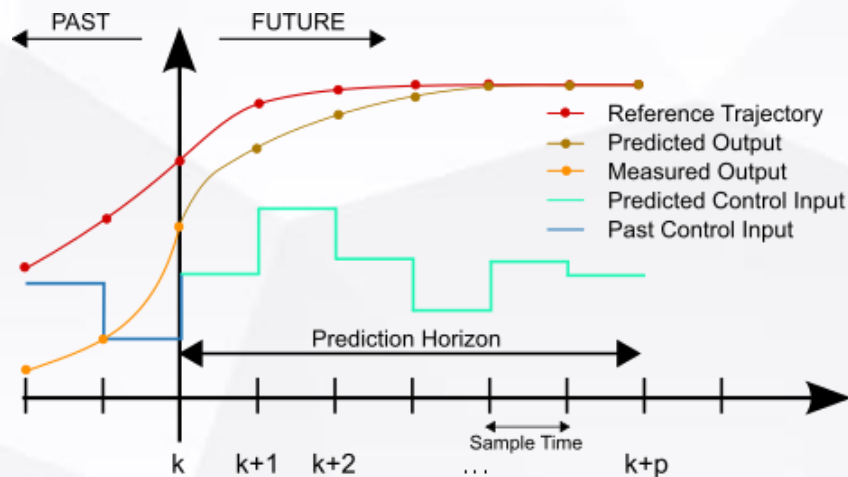 PAST
FUTURE
Reference Trajectory
Predicted Output
Measured Output
Predicted Control Input
Past Control Input
Prediction Horizon
Sample Time
k
k+1
k+2
...
k+p